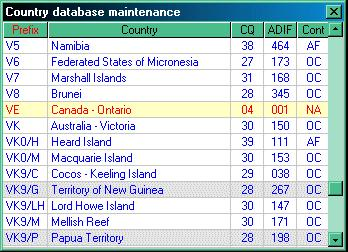 Country database maintenance
Prefix Country CQ ADIF Cont
V5 Namibia 38 464 AF
V6 Federated States of Micronesia 27 173 OC
V7 Marshall Islands 31 168 OC
V8 Brunei 28 345 OC
VE Canada - Ontario 04 001 NA
VK Australia - Victoria 30 150 OC
VK0/H Heard Island 39 111 AF
VK0/M Macquarie Island 30 153 OC
VK9/C Cocos - Keeling Island 29 038 OC
VK9/G Territory of New Guinea 28 267 OC
VK9/LH Lord Howe Island 30 147 OC
VK9/M Mellish Reef 30 171 OC
VK9/P Papua Territory 28 198 OC